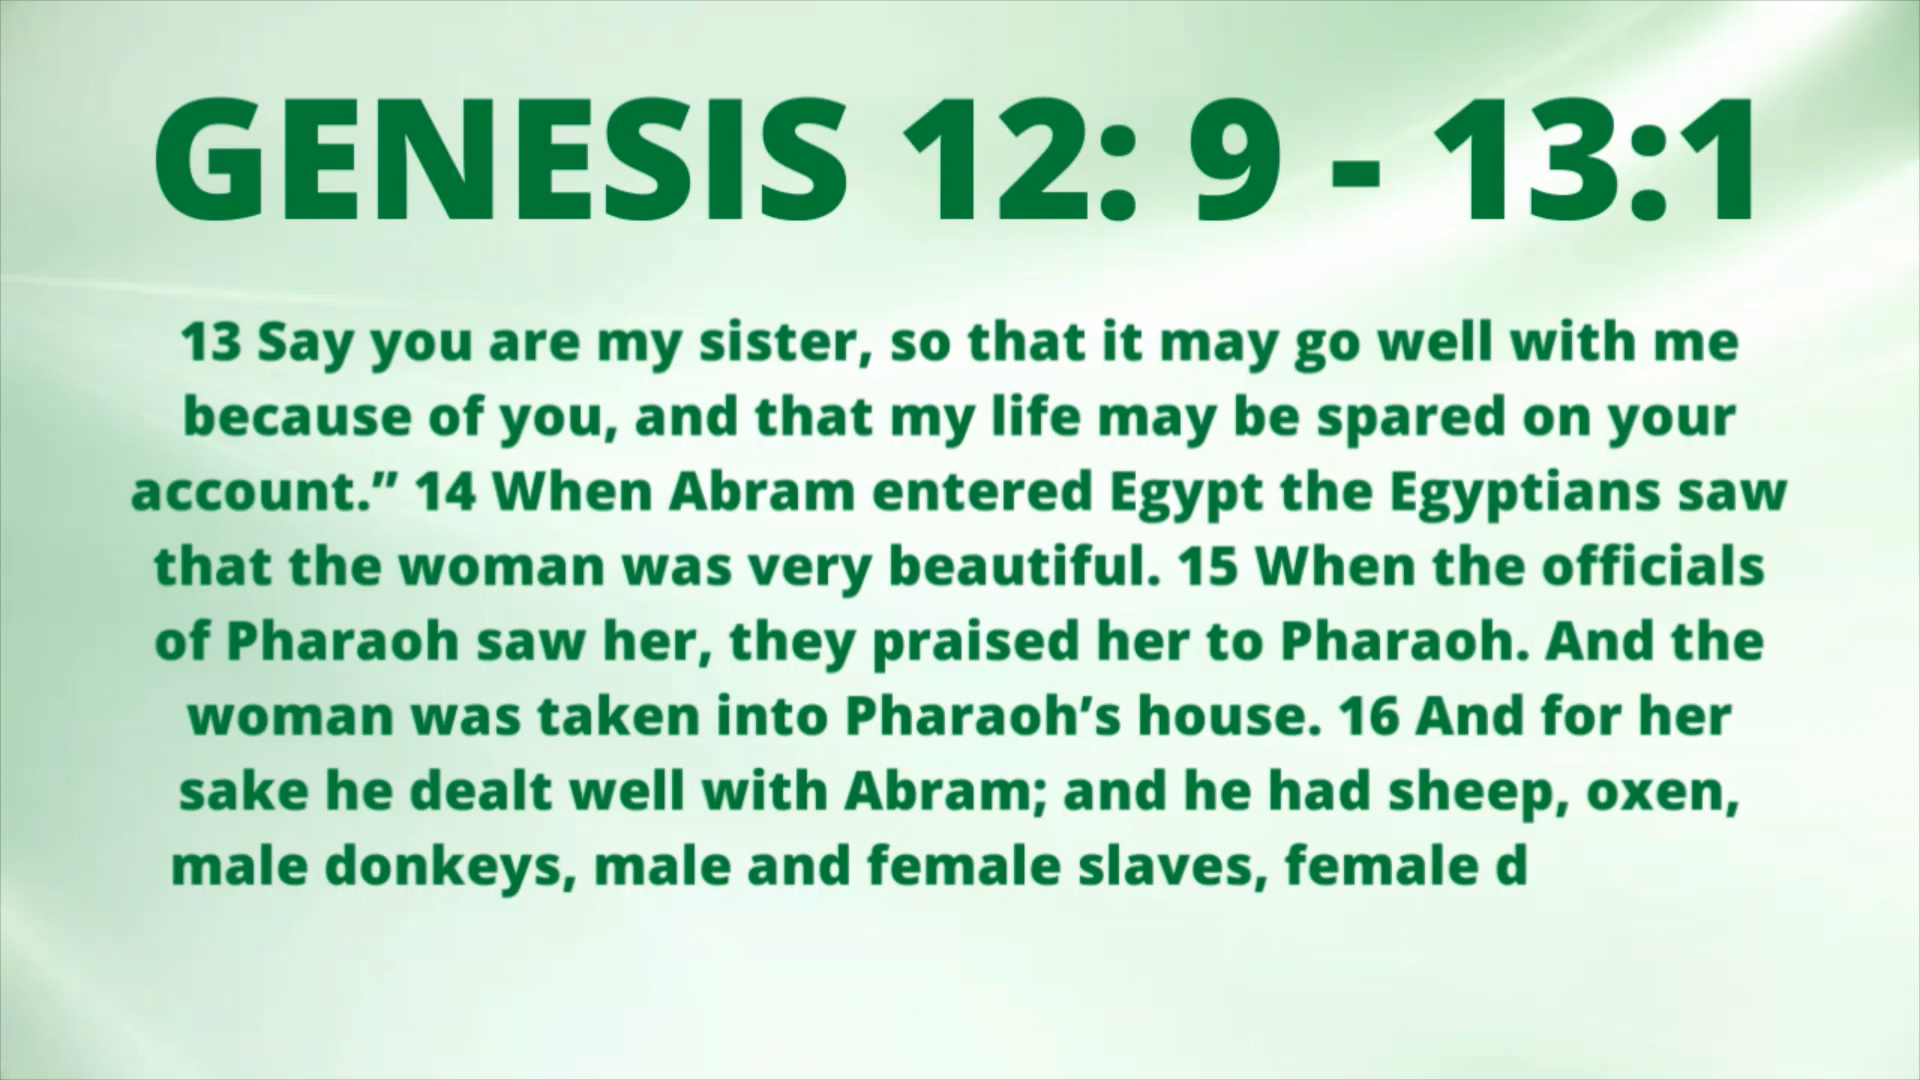 GENESIS 12: 9 - 13:1
13 Say you are my sister, so that it may go well with me
because of you, and that my life may be spared on your
account.” 14 When Abram entered Egypt the Egyptians saw
that the woman was very beautiful. 15 When the officials
of Pharaoh saw her, they praised her to Pharaoh. And the
woman was taken into Pharaoh’s house. 16 And for her
sake he dealt well with Abram; and he had sheep, oxen,
male donkeys, male and female slaves, female d